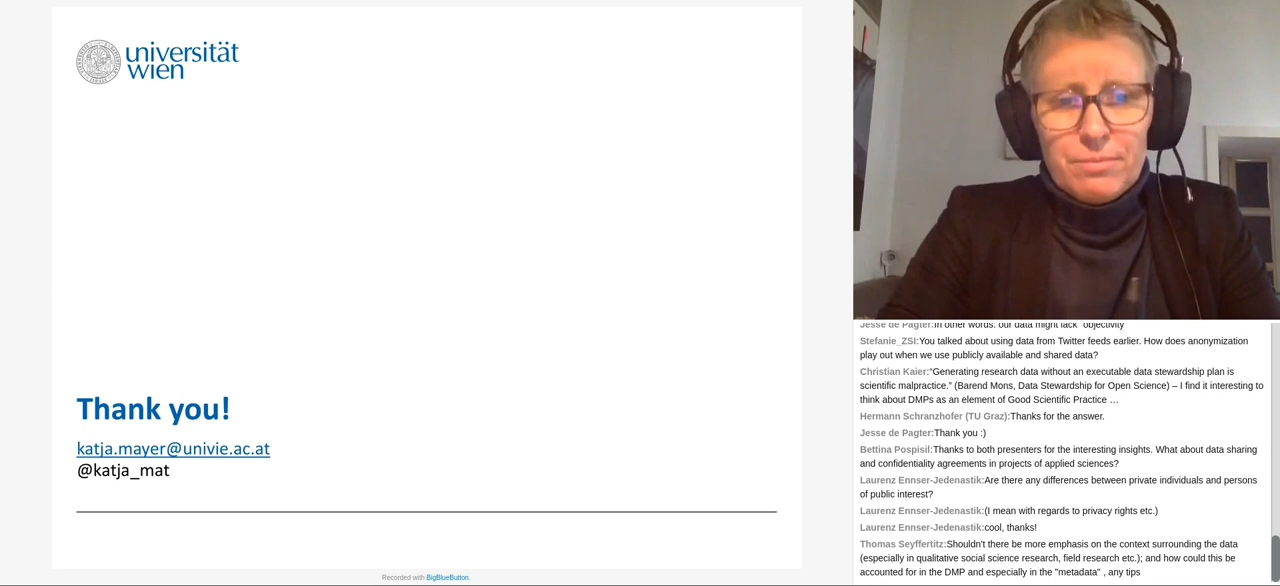 universität
wien
Thank you!
katja.mayer@univie.ac.at
@katja_mat
Recorded with BigBlueButton.
Jesse de Pagter:In other words: our data might lack "objectivity"
Stefanie_ZSI:You talked about using data from Twitter feeds earlier. How does anonymization
play out when we use publicly available and shared data?
Christian Kaier:"Generating research data without an executable data stewardship plan is
scientific malpractice." (Barend Mons, Data Stewardship for Open Science) – I find it interesting to
think about DMPs as an element of Good Scientific Practice …
Hermann Schranzhofer (TU Graz):Thanks for the answer.
Jesse de Pagter:Thank you :)
Bettina Pospisil:Thanks to both presenters for the interesting insights. What about data sharing
and confidentiality agreements in projects of applied sciences?
Laurenz Ennser-Jedenastik:Are there any differences between private individuals and persons
of public interest?
Laurenz Ennser-Jedenastik:(I mean with regards to privacy rights etc.)
Laurenz Ennser-Jedenastik:cool, thanks!
Thomas Seyffertitz:Shouldn't there be more emphasis on the context surrounding the data
(especially in qualitative social science research, field research etc.); and how could this be
accounted for in the DMP and especially in the "metadata" , any tips